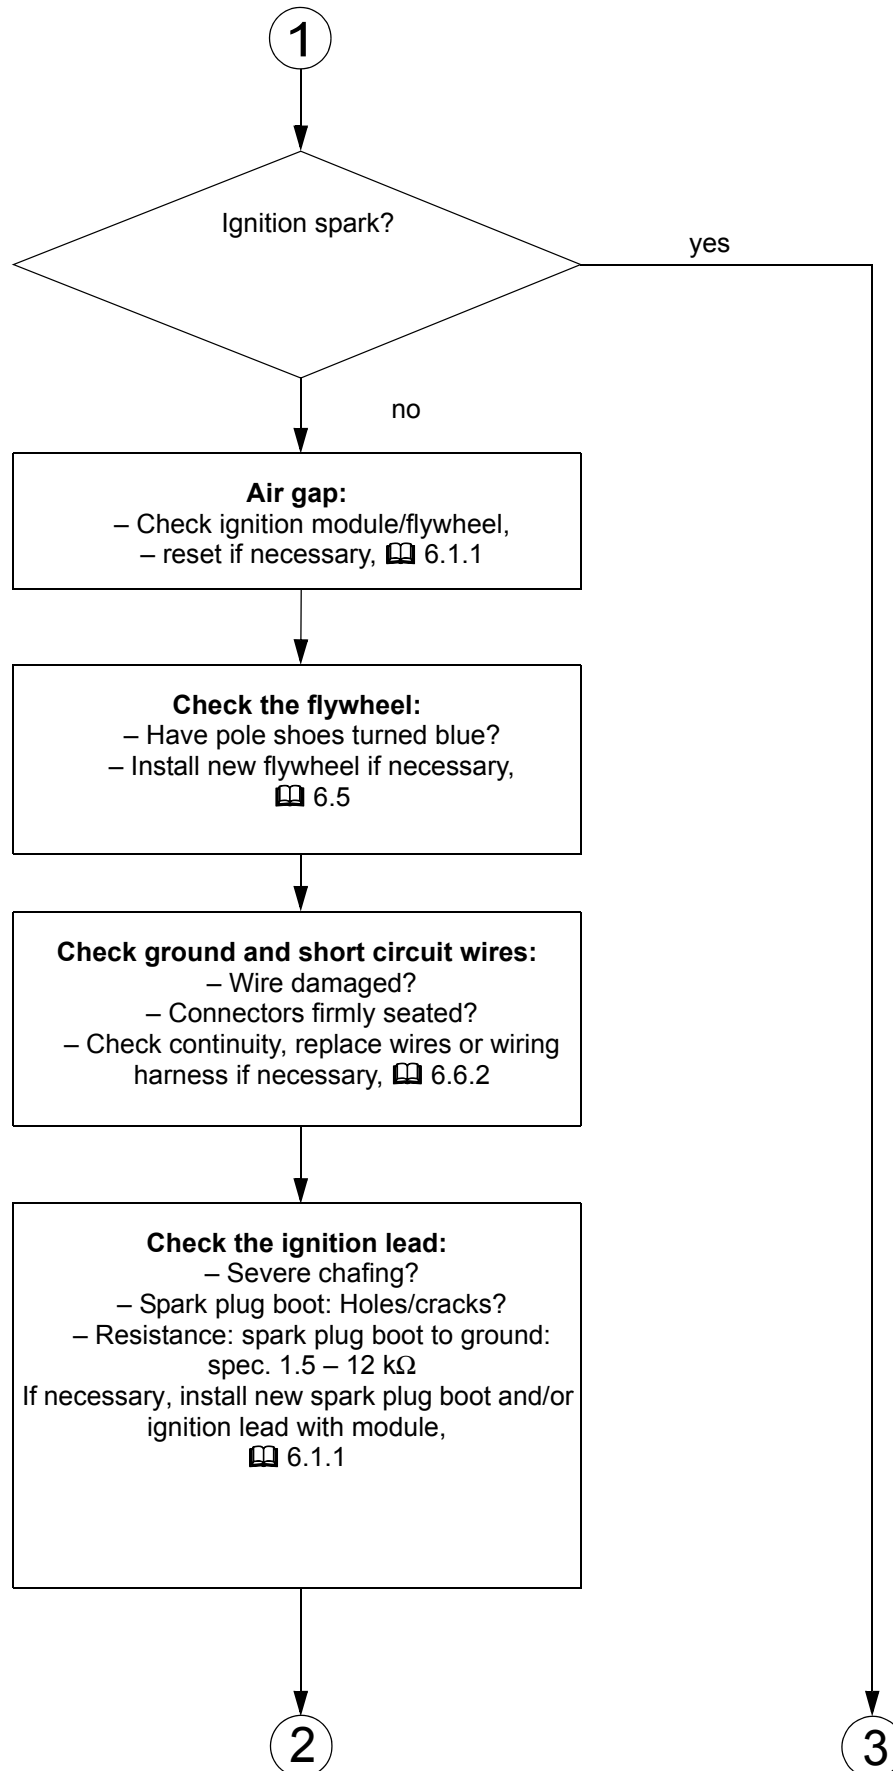 1
Ignition spark?
yes
no
Air gap:
– Check ignition module/flywheel,
– reset if necessary, 🕮 6.1.1
Check the flywheel:
– Have pole shoes turned blue?
– Install new flywheel if necessary,
🕮 6.5
Check ground and short circuit wires:
– Wire damaged?
– Connectors firmly seated?
– Check continuity, replace wires or wiring
harness if necessary, 🕮 6.6.2
Check the ignition lead:
– Severe chafing?
– Spark plug boot: Holes/cracks?
– Resistance: spark plug boot to ground:
spec. 1.5 – 12 kΩ
If necessary, install new spark plug boot and/or
ignition lead with module,
🕮 6.1.1
2
3